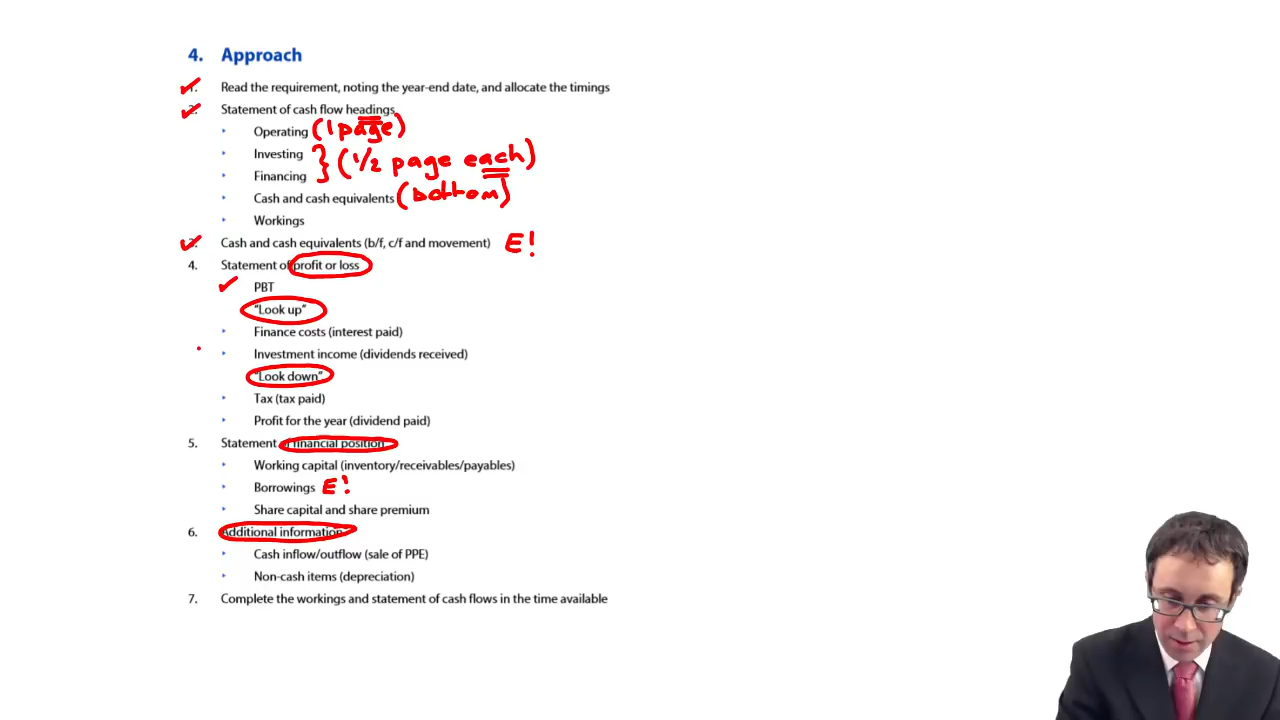 4. Approach
1. Read the requirement, noting the year-end date, and allocate the timings
2. Statement of cash flow headings
Operating (1 page)
Investing
} (1/2 page each)
Financing
Cash and cash equivalents (bottom)
Workings
3. Cash and cash equivalents (b/f, c/f and movement) E!
4. Statement of profit or loss
PBT
"Look up"
Finance costs (interest paid)
Investment income (dividends received)
"Look down"
Tax (tax paid)
Profit for the year (dividend paid)
5. Statement of financial position
Working capital (inventory/receivables/payables)
Borrowings E!
Share capital and share premium
6. Additional information
Cash inflow/outflow (sale of PPE)
Non-cash items (depreciation)
7. Complete the workings and statement of cash flows in the time available